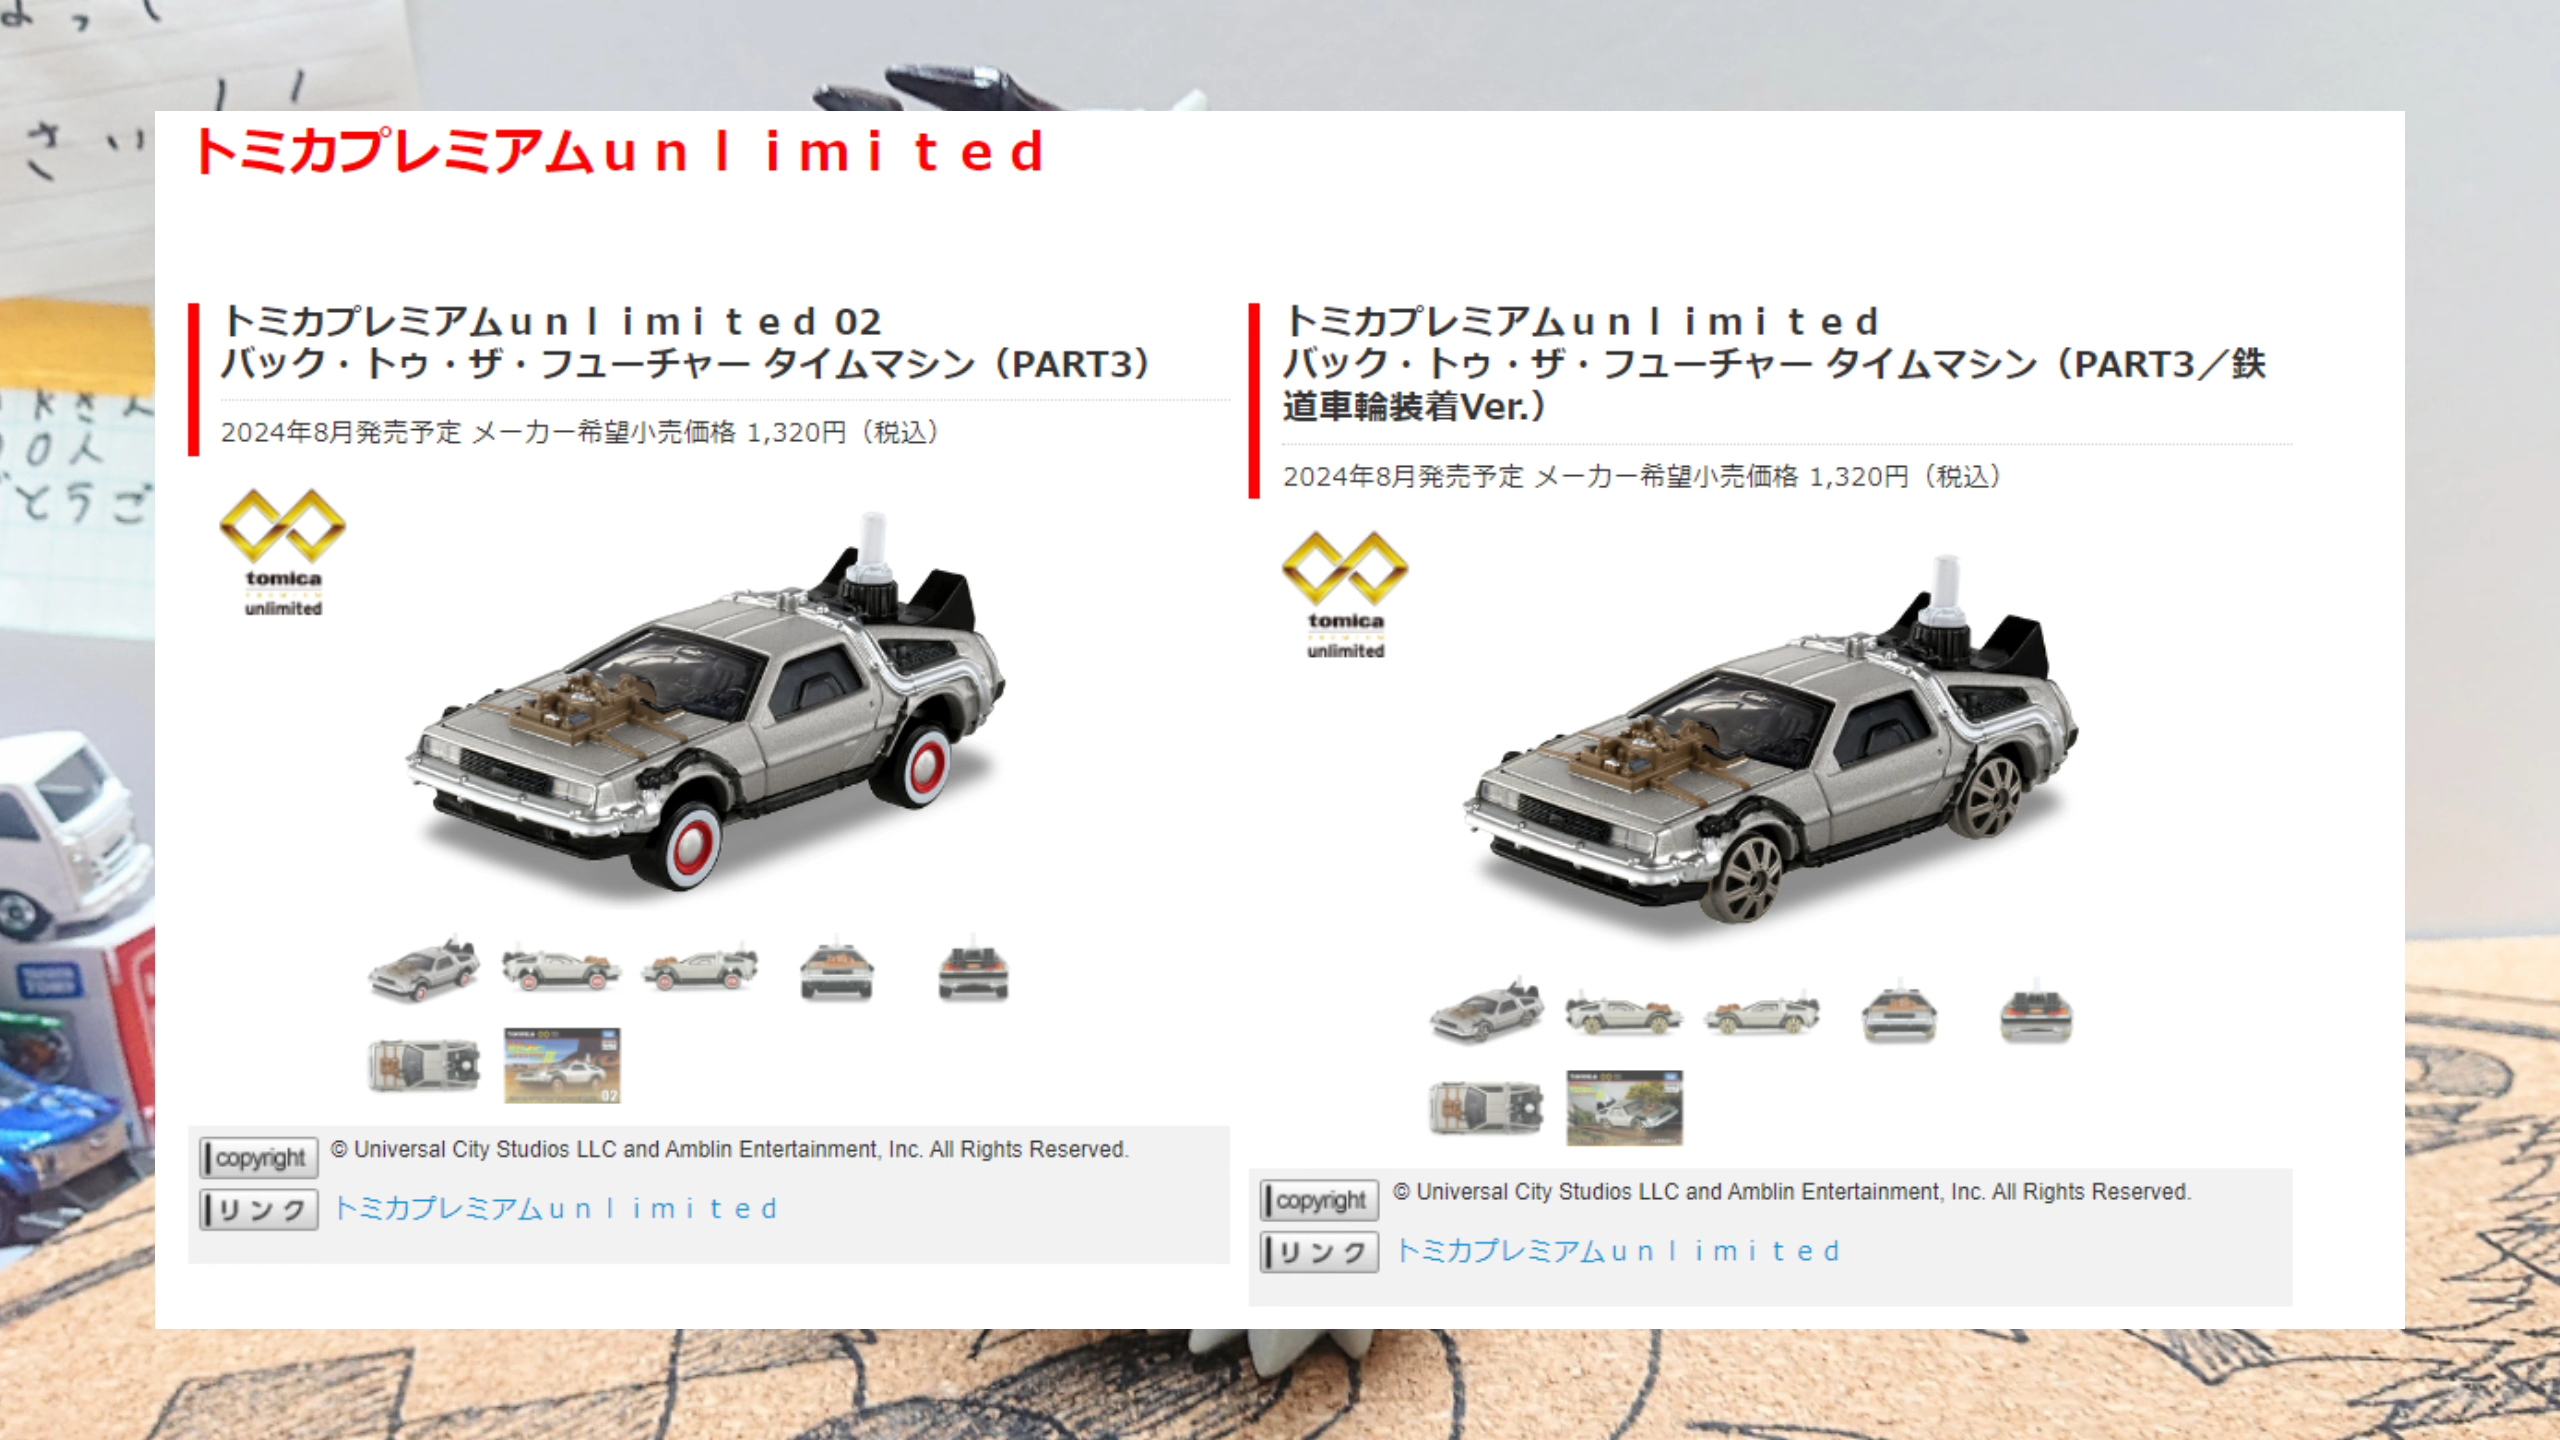 トミカプレミアムｕｎｌｉｍｉｔｅｄ
トミカプレミアムｕｎｌｉｍｉｔｅｄ 02
バック・トゥ・ザ・フューチャー タイムマシン（PART3）
2024年8月発売予定 メーカー希望小売価格 1,320円（税込）
tomica
PREMIUM
unlimited
copyright © Universal City Studios LLC and Amblin Entertainment, Inc. All Rights Reserved.
リンク トミカプレミアムｕｎｌｉｍｉｔｅｄ
トミカプレミアムｕｎｌｉｍｉｔｅｄ
バック・トゥ・ザ・フューチャー タイムマシン（PART3／鉄
道車輪装着Ver.）
2024年8月発売予定 メーカー希望小売価格 1,320円（税込）
tomica
PREMIUM
unlimited
copyright © Universal City Studios LLC and Amblin Entertainment, Inc. All Rights Reserved.
リンク トミカプレミアムｕｎｌｉｍｉｔｅｄ
さい
0人
とうご
TOMY
02